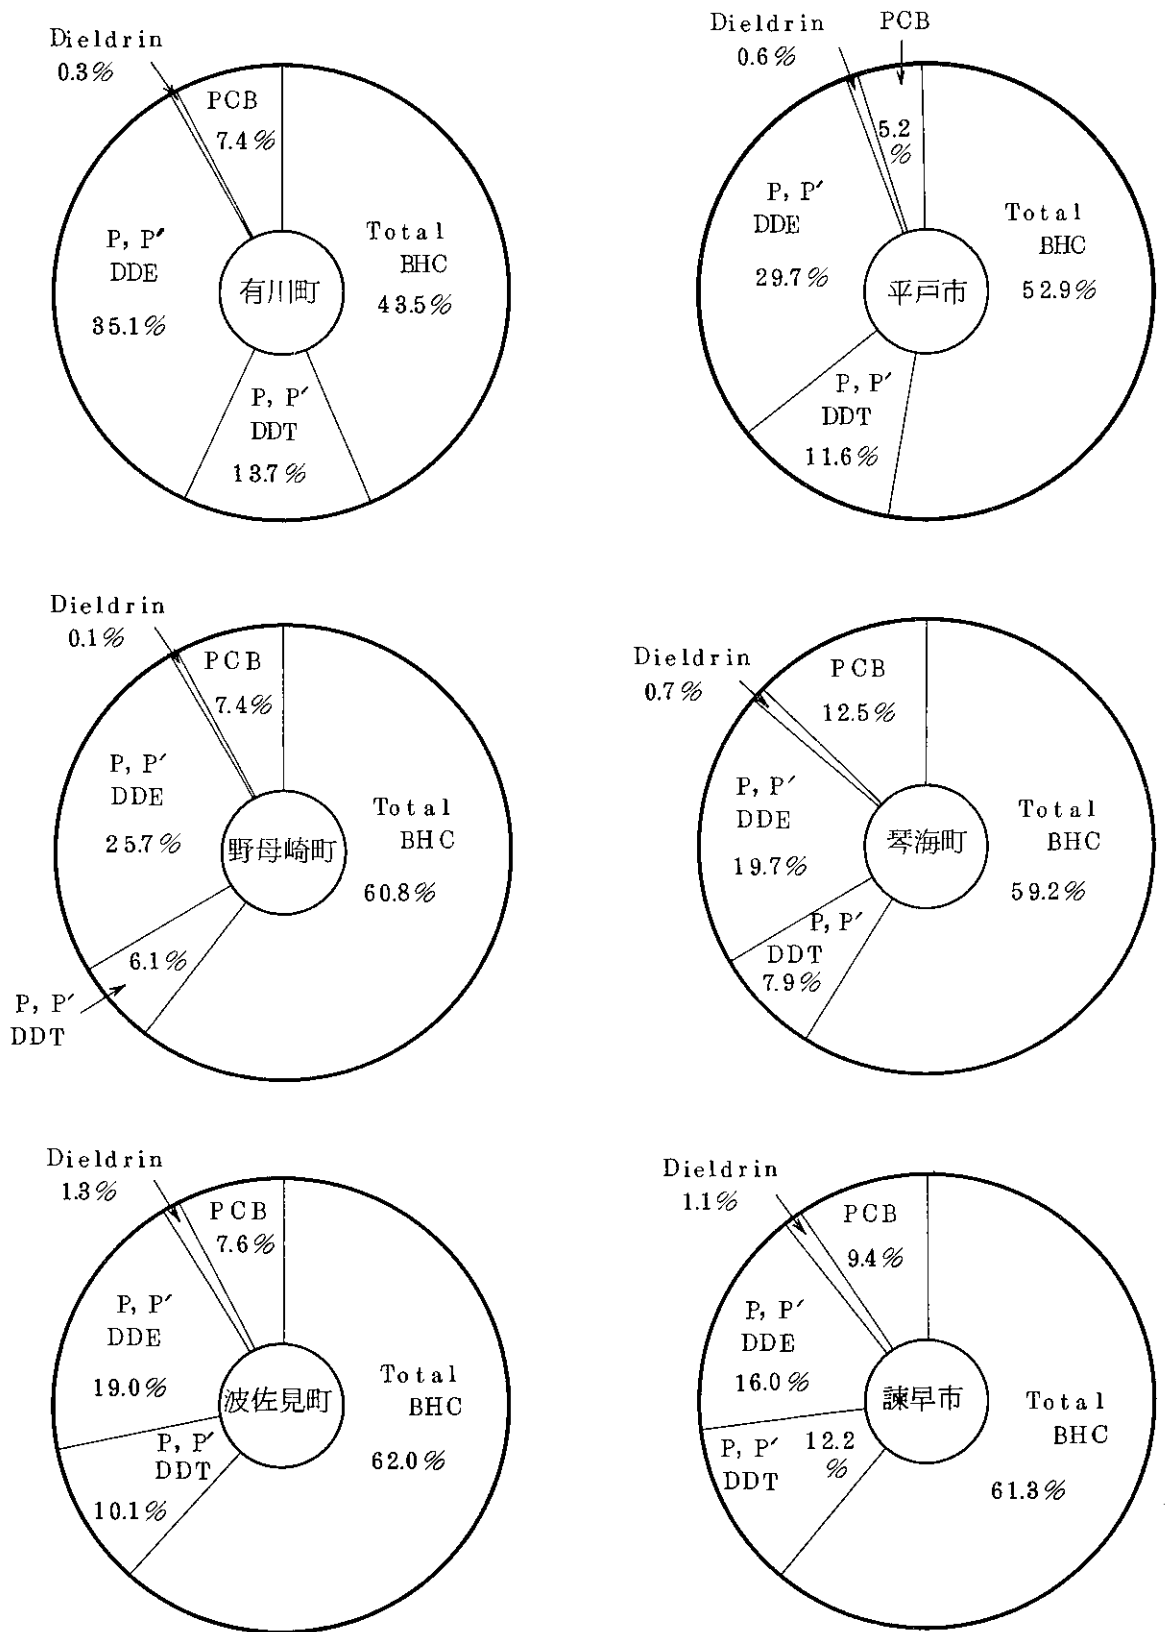 Dieldrin
0.3%
PCB
7.4%
P, P′
DDE
35.1%
Total
BHC
43.5%
有川町
P, P′
DDT
13.7%
Dieldrin
0.6%
PCB
5.2
%
P, P′
DDE
29.7%
Total
BHC
52.9%
平戸市
P, P′
DDT
11.6%
Dieldrin
0.1%
PCB
7.4%
P, P′
DDE
25.7%
Total
BHC
60.8%
野母崎町
6.1%
P, P′
DDT
Dieldrin
0.7%
PCB
12.5%
P, P′
DDE
19.7%
Total
BHC
59.2%
琴海町
P, P′
DDT
7.9%
Dieldrin
1.3%
PCB
7.6%
P, P′
DDE
19.0%
Total
BHC
62.0%
波佐見町
P, P′
DDT
10.1%
Dieldrin
1.1%
PCB
9.4%
P, P′
DDE
16.0%
Total
BHC
61.3%
諫早市
P, P′
DDT
12.2
%